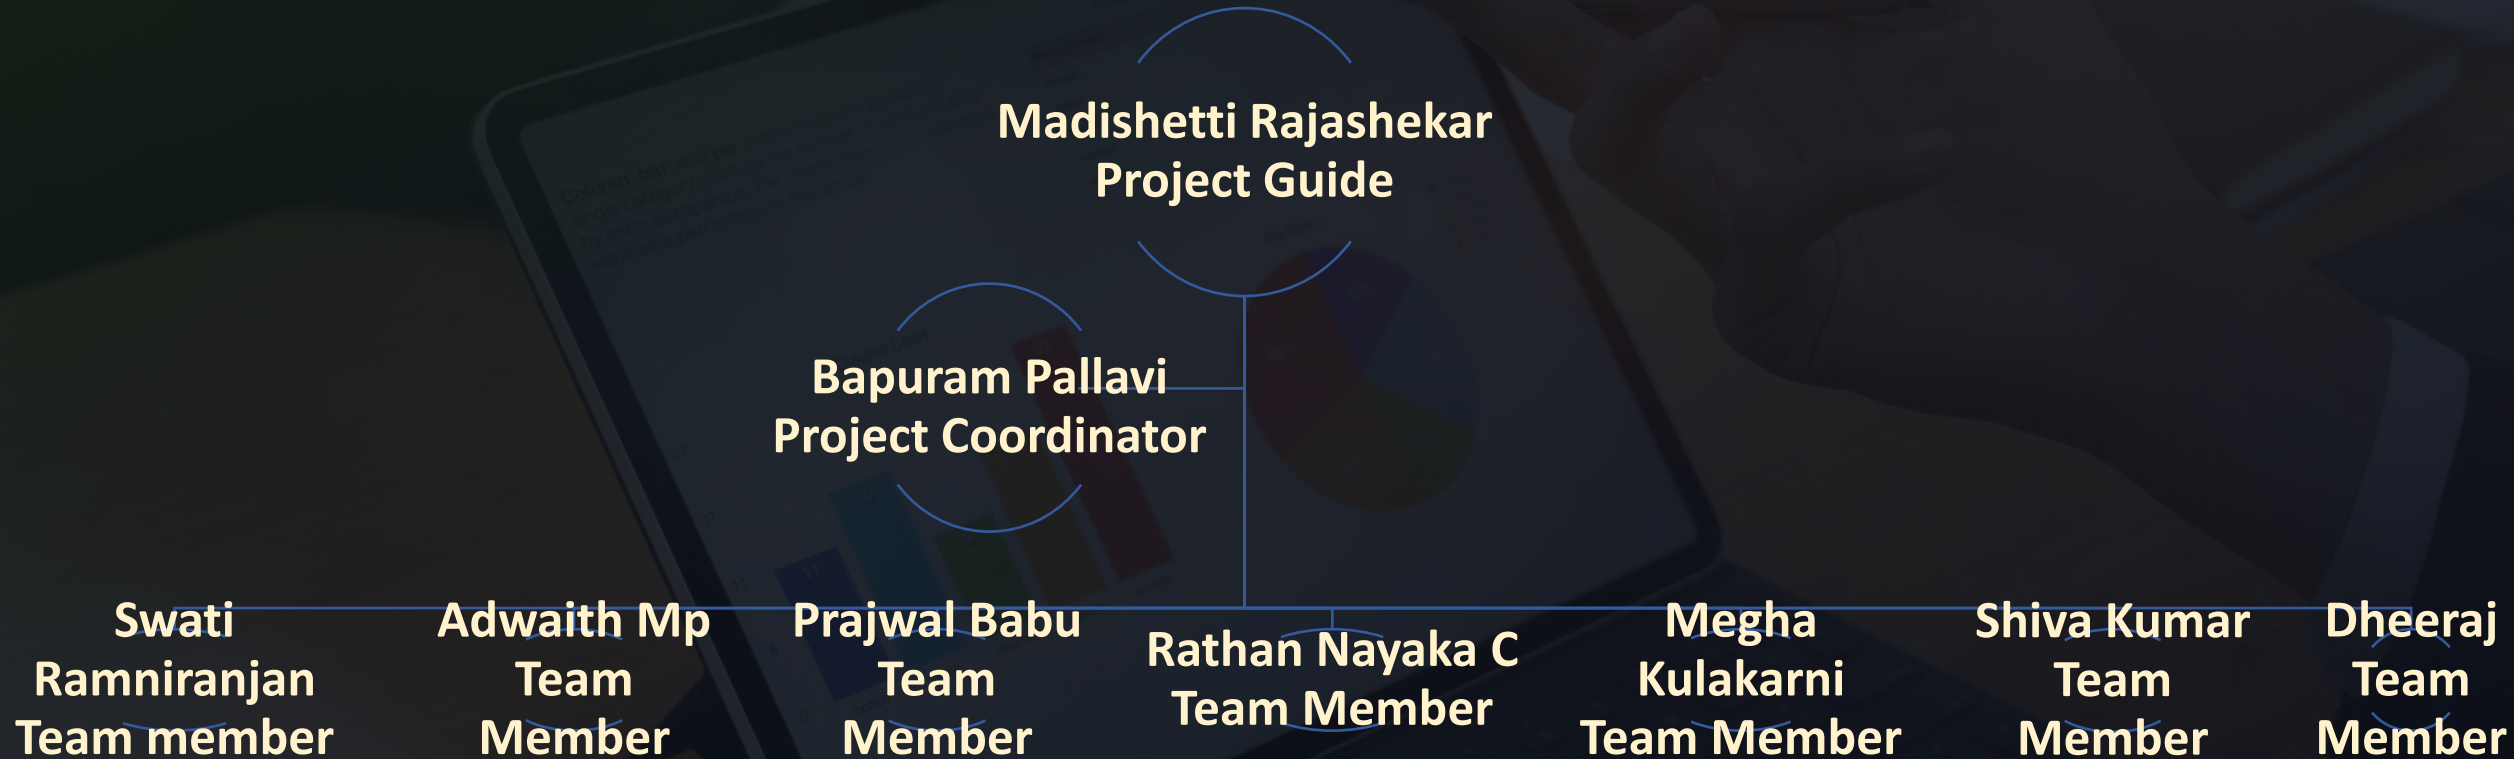 Madishetti Rajashekar
Project Guide
Bapuram Pallavi
Project Coordinator
Swati
Ramniranjan
Team member
Adwaith Mp
Team
Member
Prajwal Babu
Team
Member
Rathan Nayaka C
Team Member
Megha
Kulakarni
Team Member
Shiva Kumar
Team
Member
Dheeraj
Team
Member